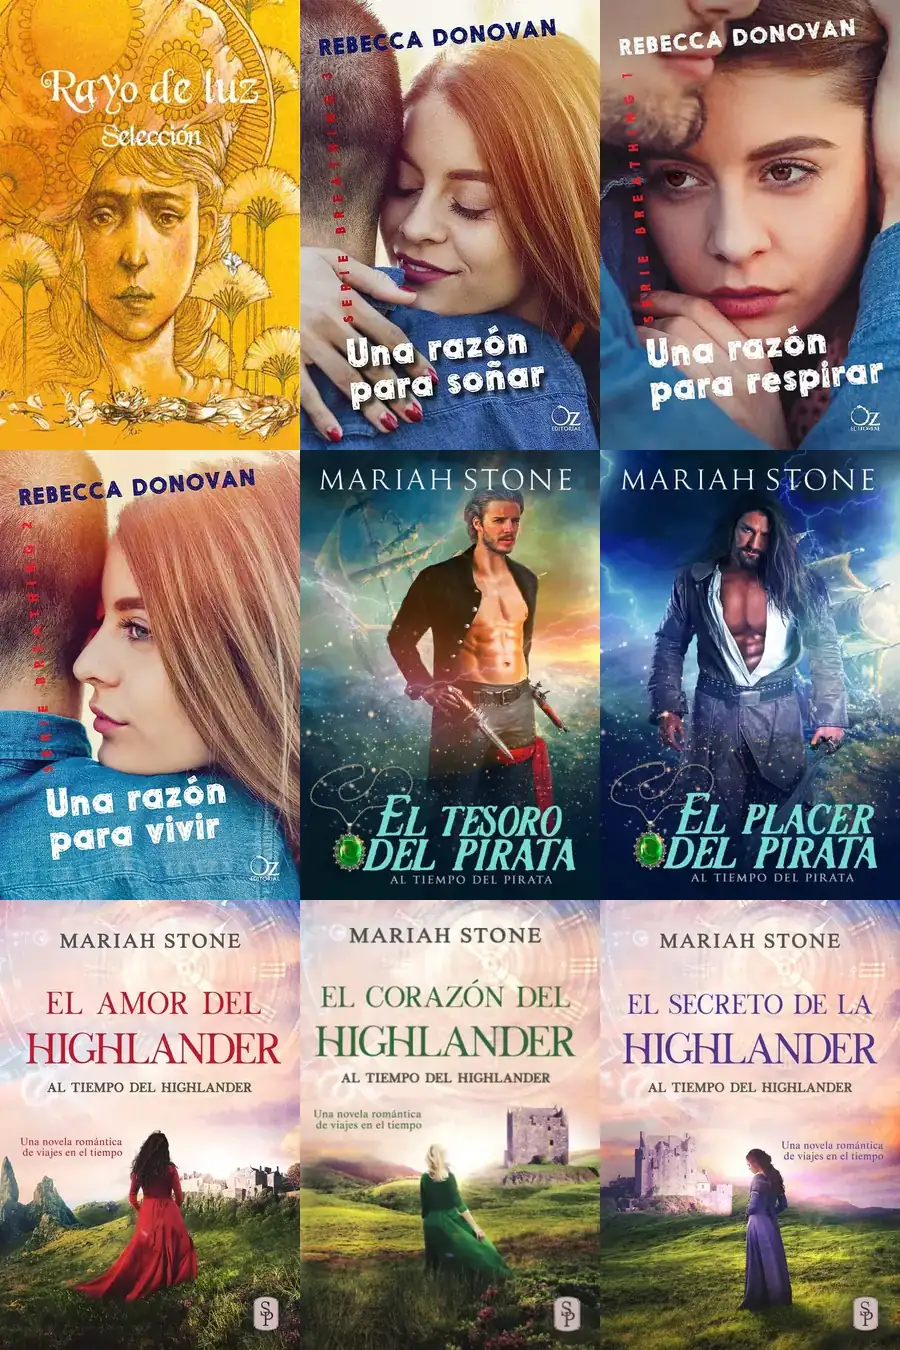 Rayo de luz
Selección
REBECCA DONOVAN
SERIE BREATHING 3
Una razón
para soñar
Oz
EDITORIAL
REBECCA DONOVAN
SERIE BREATHING 1
Una razón
para respirar
Oz
EDITORIAL
REBECCA DONOVAN
SERIE BREATHING 2
Una razón
para vivir
Oz
EDITORIAL
MARIAH STONE
EL TESORO
DEL PIRATA
AL TIEMPO DEL PIRATA
MARIAH STONE
EL PLACER
DEL PIRATA
AL TIEMPO DEL PIRATA
MARIAH STONE
EL AMOR DEL
HIGHLANDER
AL TIEMPO DEL HIGHLANDER
Una novela romántica
de viajes en el tiempo
SP
MARIAH STONE
EL CORAZÓN DEL
HIGHLANDER
AL TIEMPO DEL HIGHLANDER
Una novela romántica
de viajes en el tiempo
SP
MARIAH STONE
EL SECRETO DE LA
HIGHLANDER
AL TIEMPO DEL HIGHLANDER
Una novela romántica
de viajes en el tiempo
SP